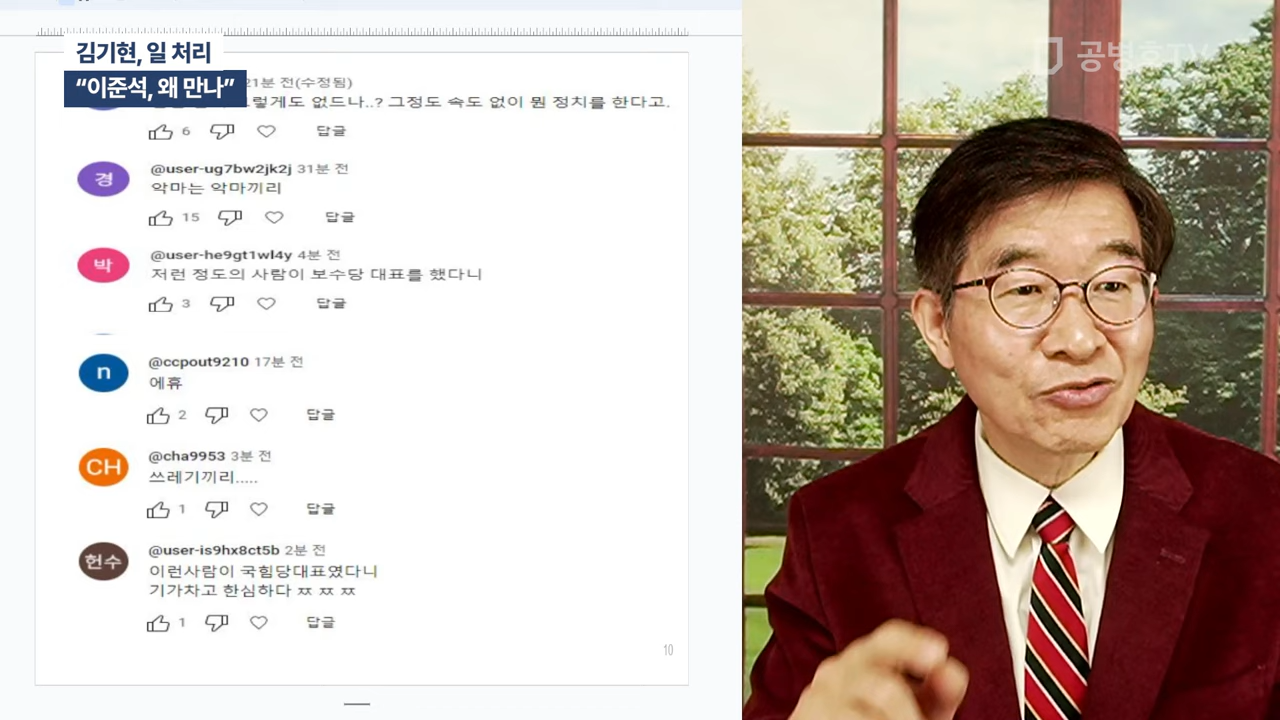 김기현, 일 처리
“이준석, 왜 만나”
공병호TV
21분 전(수정됨)
없드나..? 그정도 속도 없이 뭔 정치를 한다고.
6 답글
경 @user-ug7bw2jk2j 31분 전
악마는 악마끼리
15 답글
박 @user-he9gt1wl4y 4분 전
저런 정도의 사람이 보수당 대표를 했다니
3 답글
n @ccpout9210 17분 전
에휴
2 답글
CH @cha9953 3분 전
쓰레기끼리.....
1 답글
헌수 @user-is9hx8ct5b 2분 전
이런사람이 국힘당대표였다니
기가차고 한심하다 ㅉ ㅉ ㅉ
1 답글
10